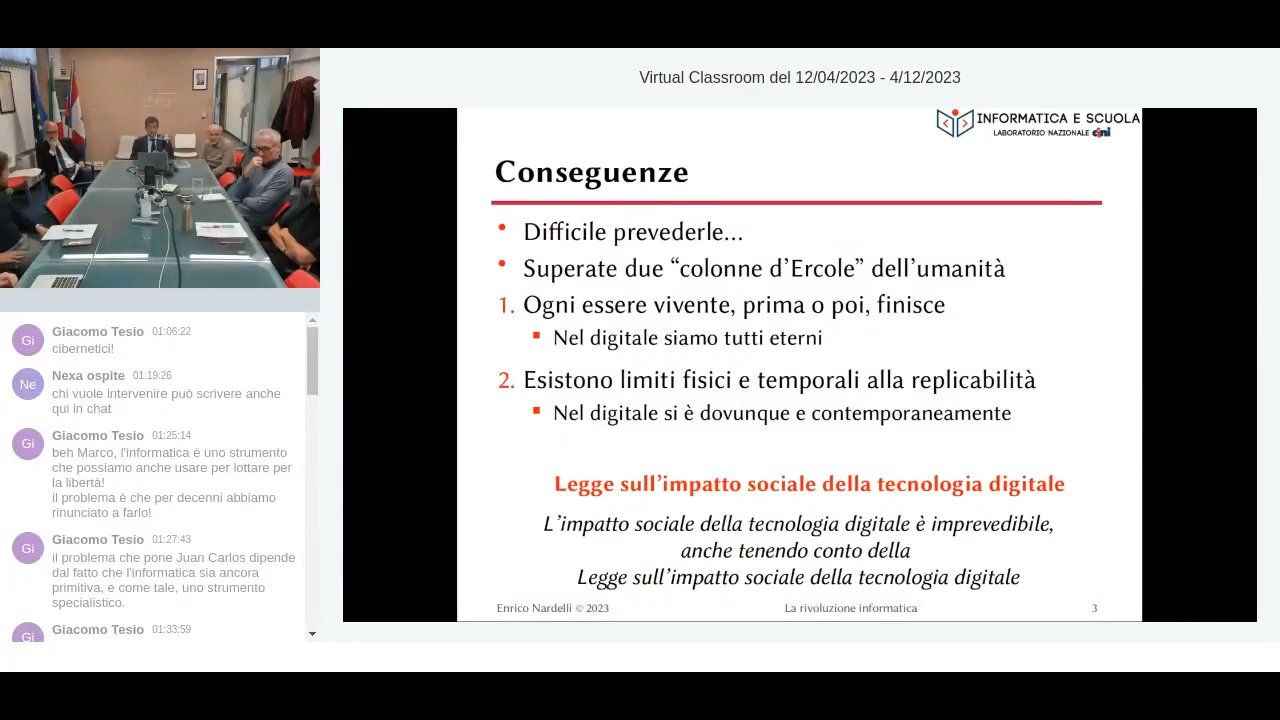 Virtual Classroom del 12/04/2023 - 4/12/2023
INFORMATICA E SCUOLA
LABORATORIO NAZIONALE cini
Conseguenze
• Difficile prevederle...
• Superate due “colonne d’Ercole” dell’umanità
1. Ogni essere vivente, prima o poi, finisce
▪ Nel digitale siamo tutti eterni
2. Esistono limiti fisici e temporali alla replicabilità
▪ Nel digitale si è dovunque e contemporaneamente
Legge sull’impatto sociale della tecnologia digitale
L’impatto sociale della tecnologia digitale è imprevedibile,
anche tenendo conto della
Legge sull’impatto sociale della tecnologia digitale
Enrico Nardelli © 2023 La rivoluzione informatica 3
Gi Giacomo Tesio 01:06:22
cibernetici!
Ne Nexa ospite 01:19:26
chi vuole intervenire può scrivere anche
qui in chat
Gi Giacomo Tesio 01:25:14
beh Marco, l'informatica è uno strumento
che possiamo anche usare per lottare per
la libertà!
il problema è che per decenni abbiamo
rinunciato a farlo!
Gi Giacomo Tesio 01:27:43
il problema che pone Juan Carlos dipende
dal fatto che l'informatica sia ancora
primitiva, e come tale, uno strumento
specialistico.
Gi Giacomo Tesio 01:33:59